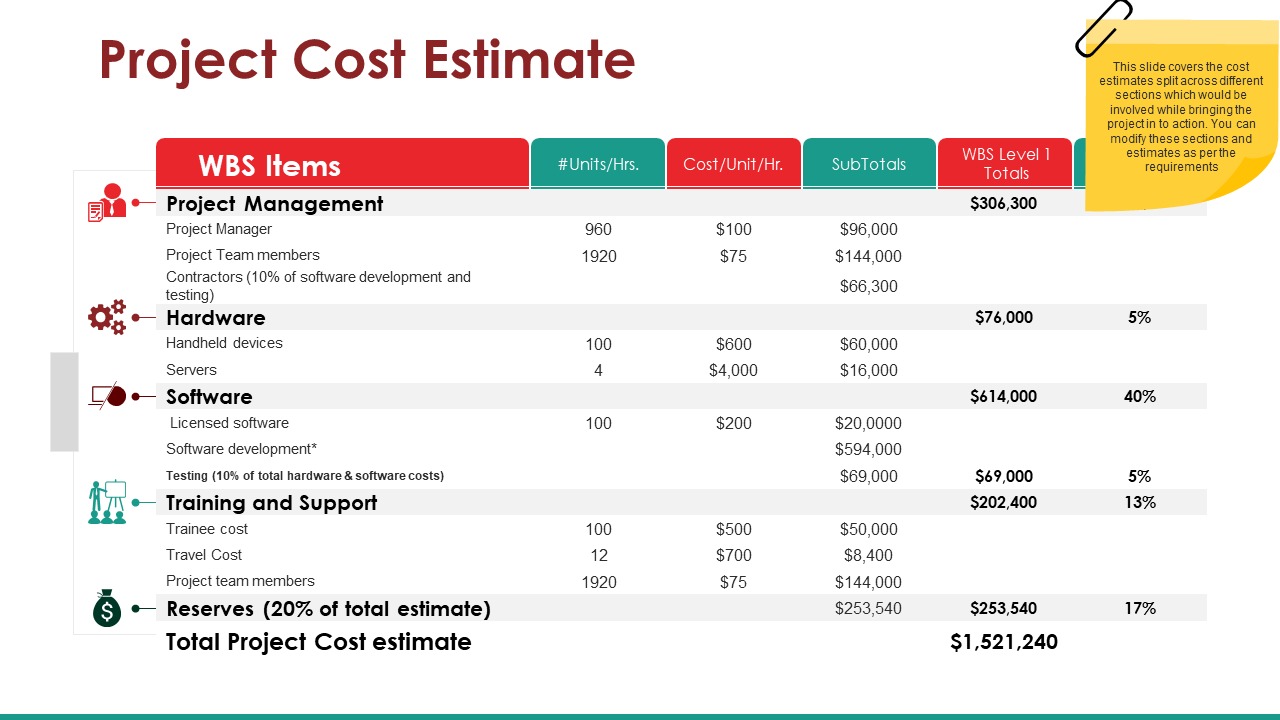 Project Cost Estimate
This slide covers the cost
estimates split across different
sections which would be
involved while bringing the
project in to action. You can
modify these sections and
estimates as per the
requirements
WBS Items #Units/Hrs. Cost/Unit/Hr. SubTotals WBS Level 1
Totals
Project Management $306,300
Project Manager 960 $100 $96,000
Project Team members 1920 $75 $144,000
Contractors (10% of software development and
testing) $66,300
Hardware $76,000 5%
Handheld devices 100 $600 $60,000
Servers 4 $4,000 $16,000
Software $614,000 40%
Licensed software 100 $200 $20,0000
Software development* $594,000
Testing (10% of total hardware & software costs) $69,000 $69,000 5%
Training and Support $202,400 13%
Trainee cost 100 $500 $50,000
Travel Cost 12 $700 $8,400
Project team members 1920 $75 $144,000
Reserves (20% of total estimate) $253,540 $253,540 17%
Total Project Cost estimate $1,521,240